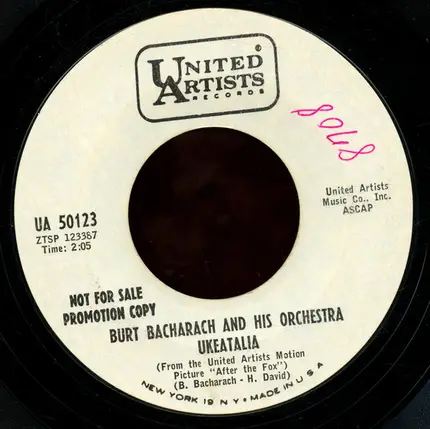 UNITED
ARTISTS
RECORDS
8068
United Artists
Music Co., Inc.
ASCAP
UA 50123
ZTSP 123387
Time: 2:05
NOT FOR SALE
PROMOTION COPY
BURT BACHARACH AND HIS ORCHESTRA
UKEATALIA
(From the United Artists Motion
Picture "After the Fox")
(B. Bacharach - H. David)
NEW YORK 19 N Y • MADE IN U S A